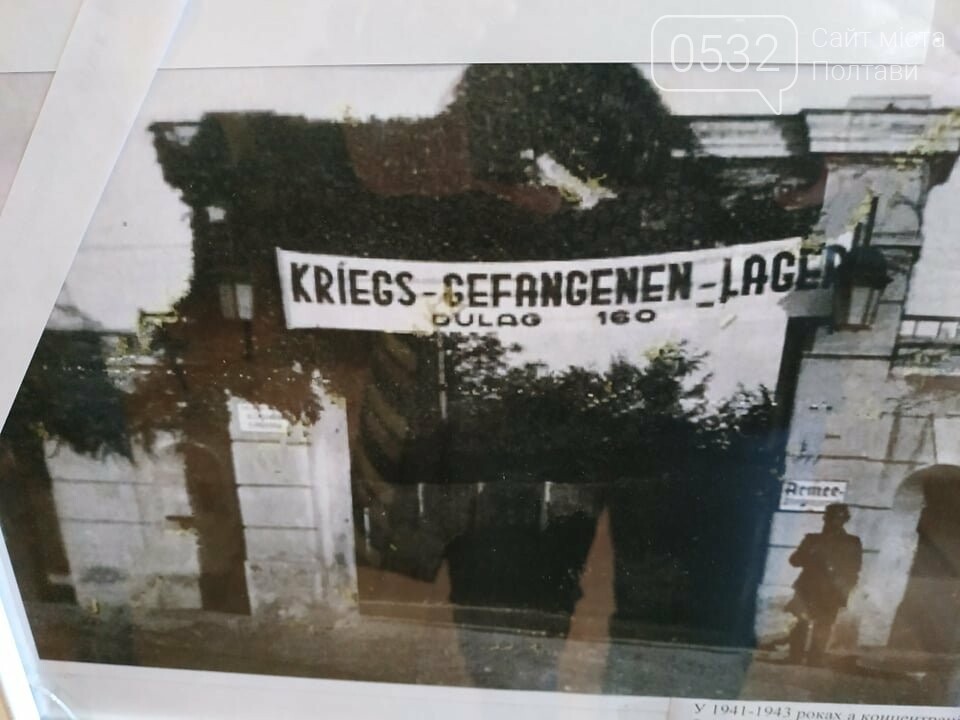 0532
Сайт міста
Полтави
KRIEGS-GEFANGENEN-LAGER
DULAG 160
Armee-
У 1941-1943 роках а концентрац